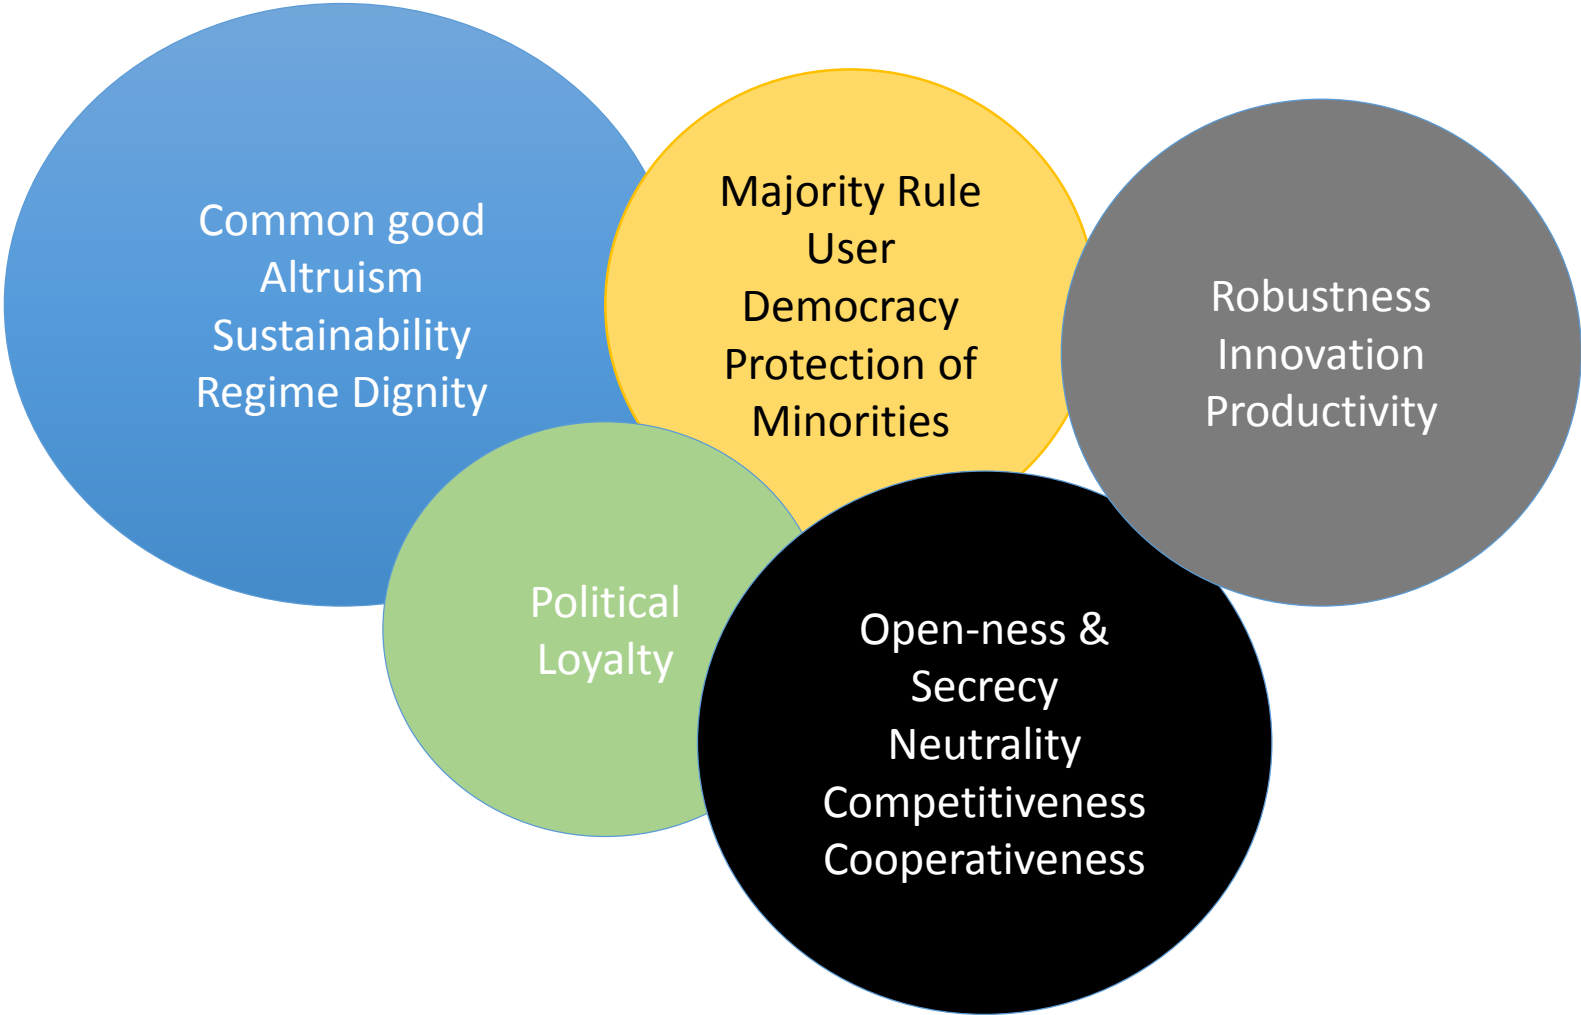 Common good
Altruism
Sustainability
Regime Dignity
Majority Rule
User
Democracy
Protection of
Minorities
Robustness
Innovation
Productivity
Political
Loyalty
Open-ness &
Secrecy
Neutrality
Competitiveness
Cooperativeness